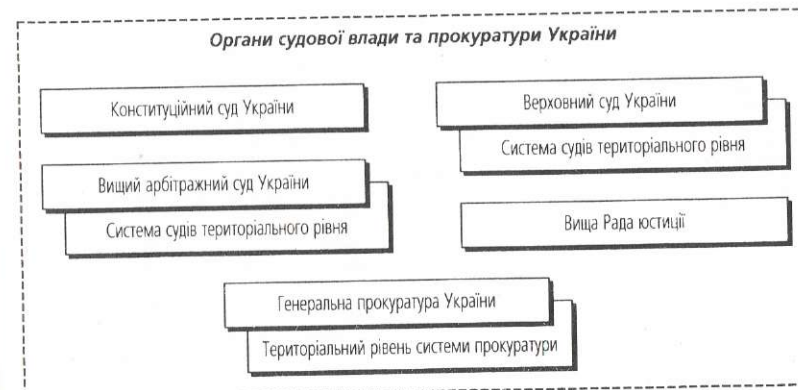 Органи судової влади та прокуратури України
Конституційний суд України
Верховний суд України
Система судів територіального рівня
Вищий арбітражний суд України
Система судів територіального рівня
Вища Рада юстиції
Генеральна прокуратура України
Територіальний рівень системи прокуратури